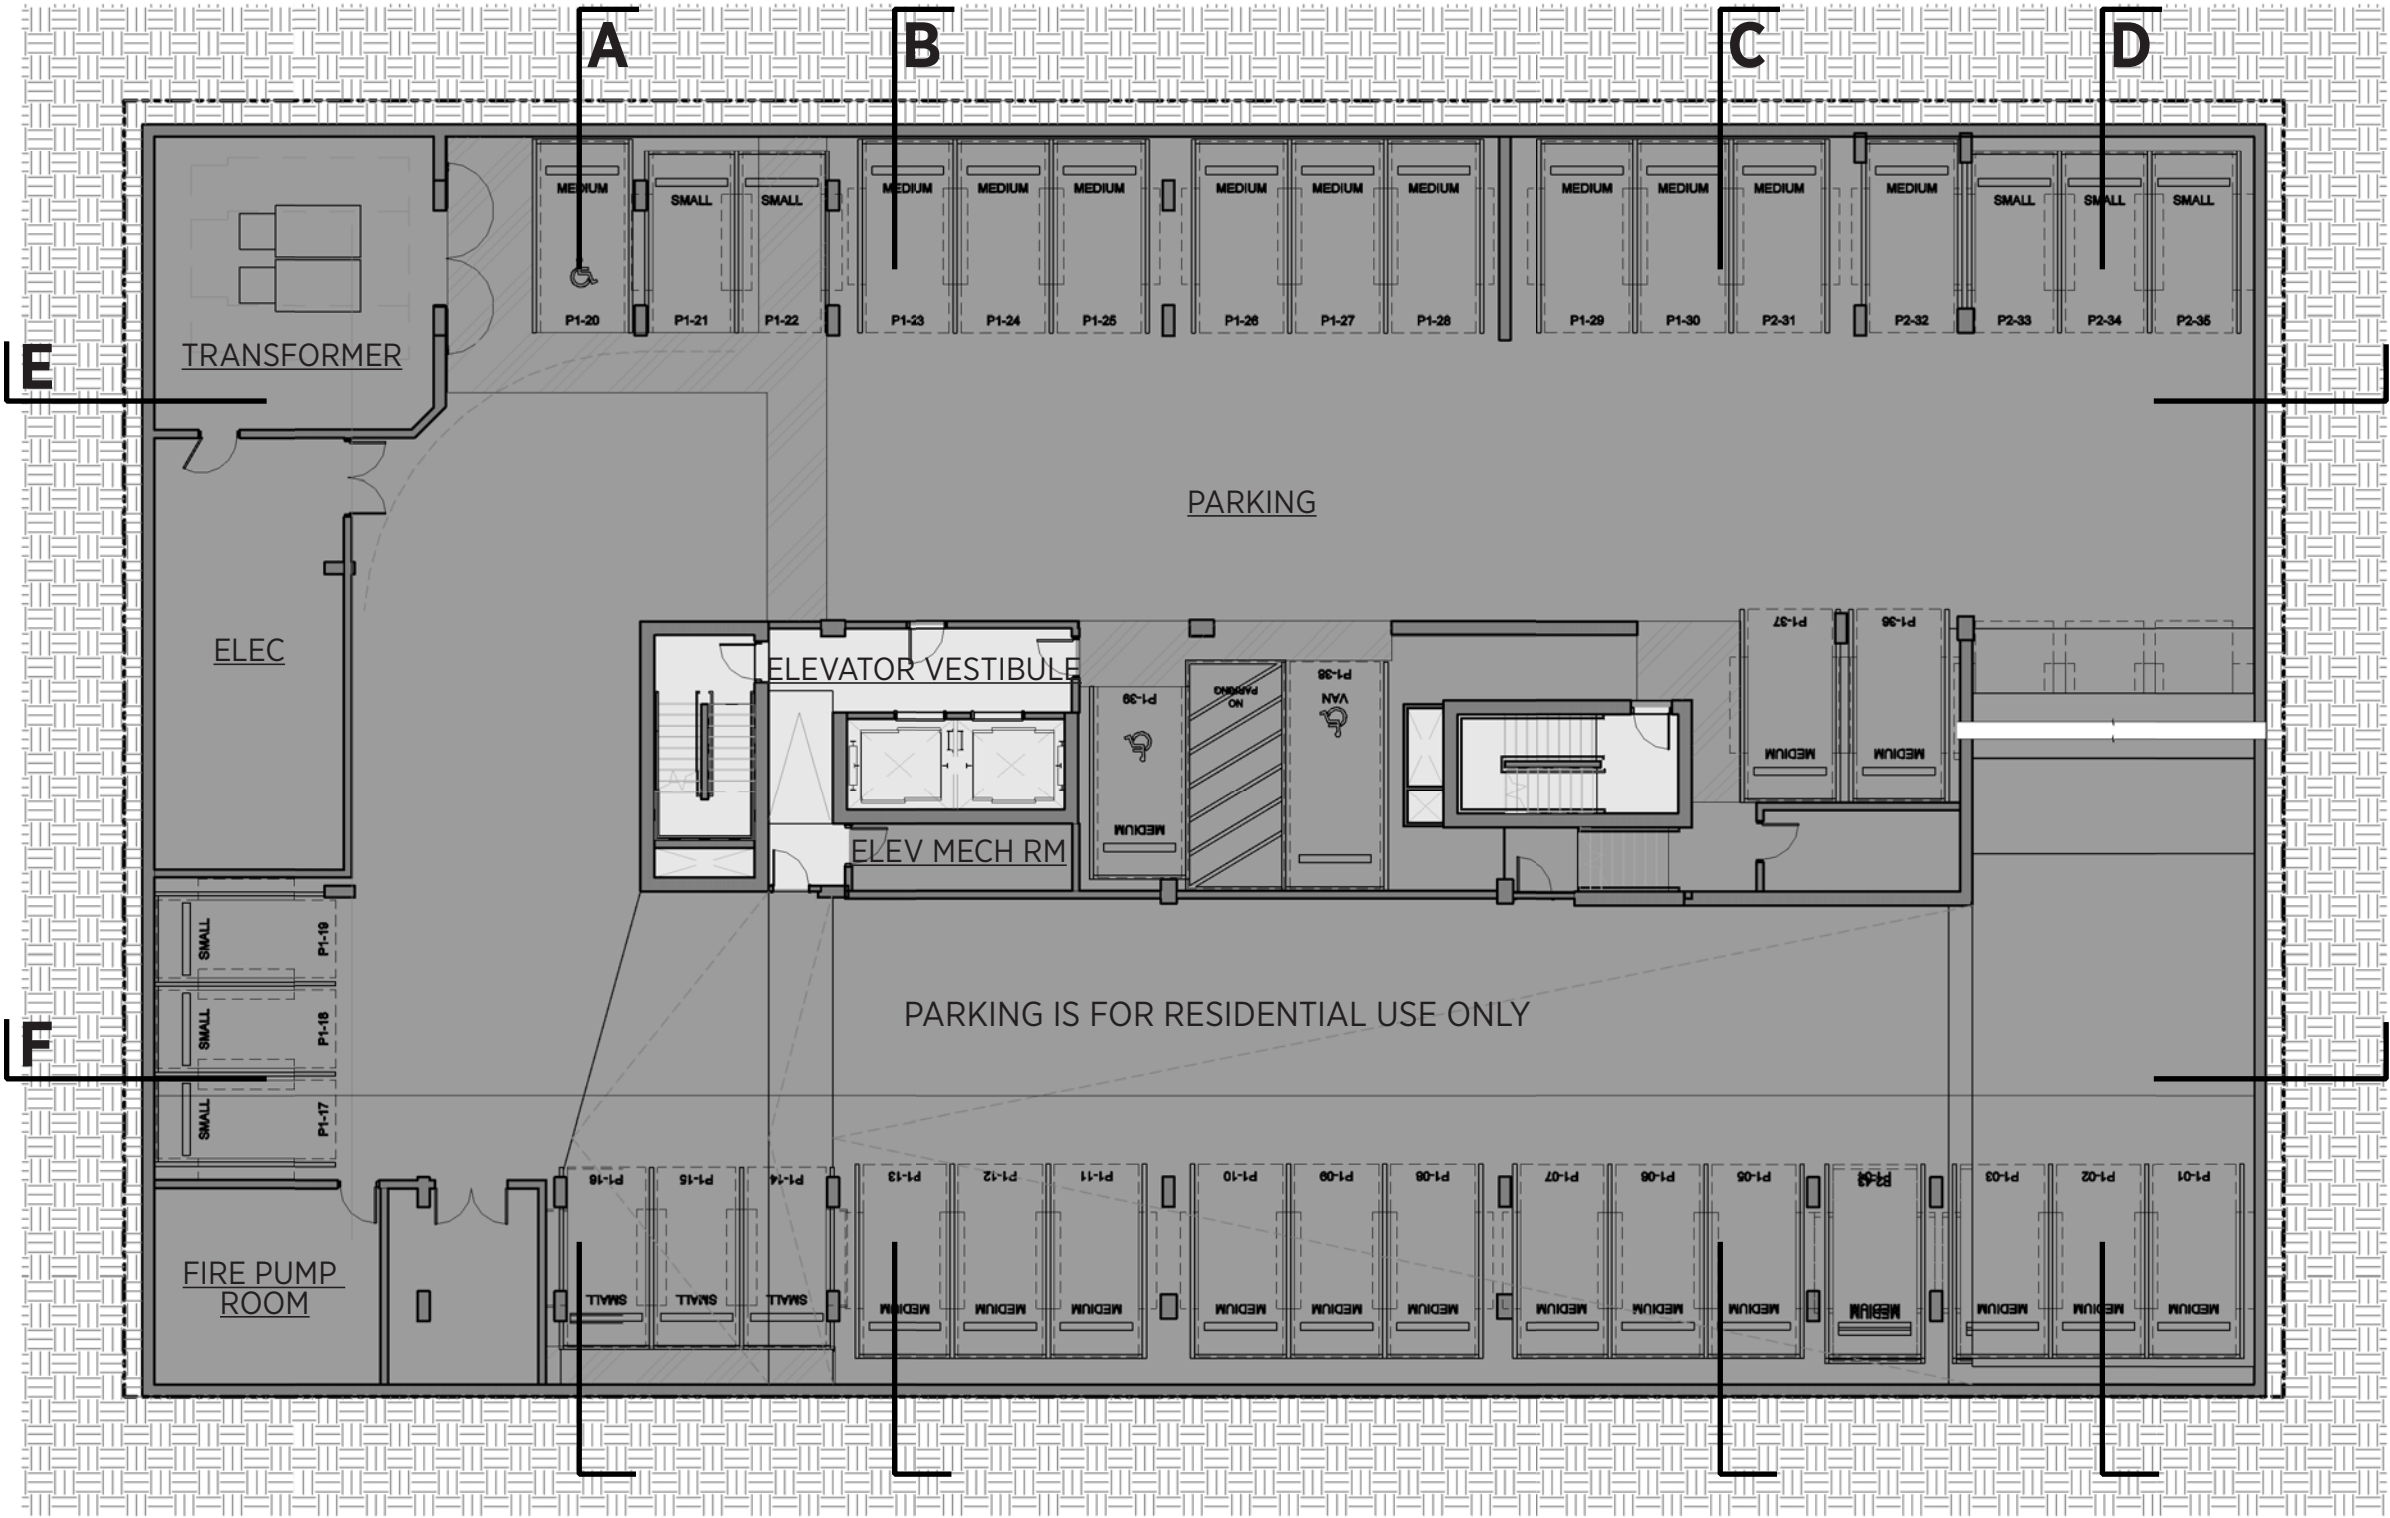 A B C D
MEDIUM SMALL SMALL MEDIUM MEDIUM MEDIUM MEDIUM MEDIUM MEDIUM MEDIUM MEDIUM MEDIUM MEDIUM SMALL SMALL SMALL
P1-20 P1-21 P1-22 P1-23 P1-24 P1-25 P1-26 P1-27 P1-28 P1-29 P1-30 P2-31 P2-32 P2-33 P2-34 P2-35
E
TRANSFORMER
PARKING
ELEC
ELEVATOR VESTIBULE
P1-37 P1-36
P1-39 NO PARKING P1-38
VAN
MEDIUM MEDIUM
MEDIUM
ELEV MECH RM
SMALL P1-19
SMALL P1-18
SMALL P1-17
PARKING IS FOR RESIDENTIAL USE ONLY
F
P1-16 P1-15 P1-14 P1-13 P1-12 P1-11 P1-10 P1-09 P1-08 P1-07 P1-06 P1-05 P1-03 P1-02 P1-01
SMALL SMALL SMALL MEDIUM MEDIUM MEDIUM MEDIUM MEDIUM MEDIUM MEDIUM MEDIUM MEDIUM MEDIUM MEDIUM MEDIUM MEDIUM
FIRE PUMP
ROOM